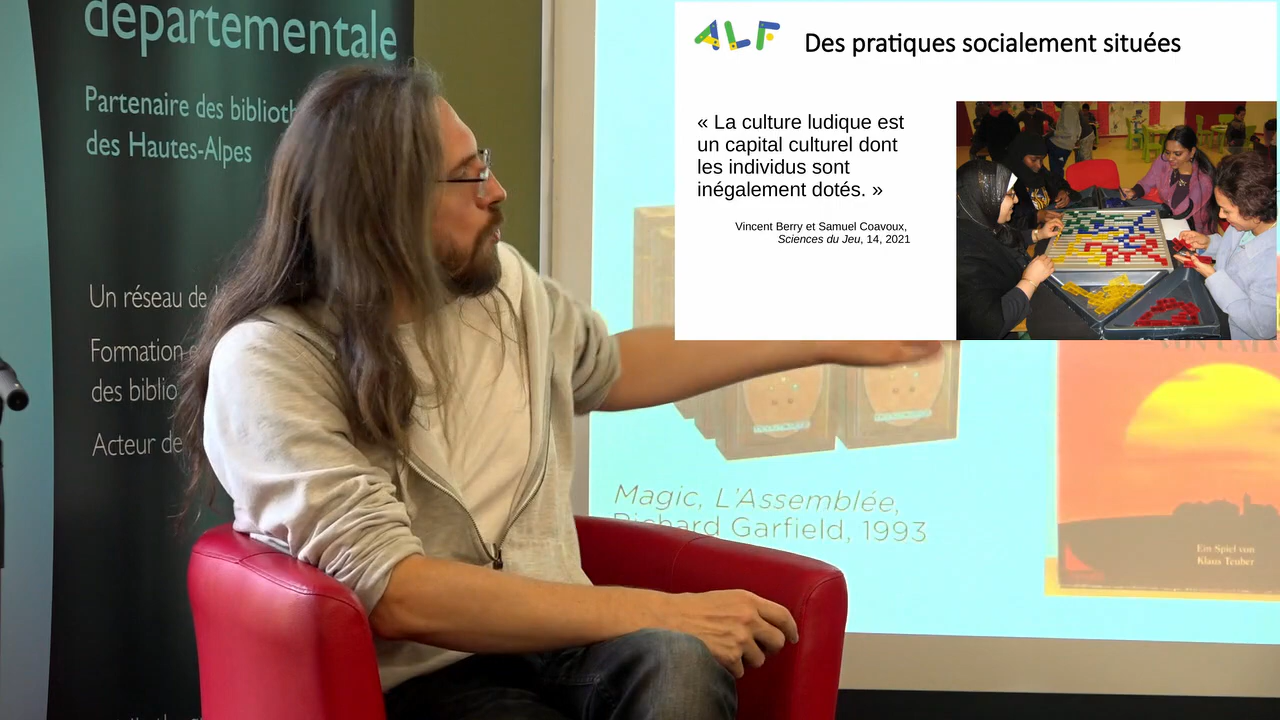 départementale
Partenaire des biblioth
des Hautes-Alpes
Un réseau de
Formation
des biblio
Acteur de
ALF
Des pratiques socialement situées
« La culture ludique est
un capital culturel dont
les individus sont
inégalement dotés. »
Vincent Berry et Samuel Coavoux,
Sciences du Jeu, 14, 2021
Magic, L'Assemblée,
Richard Garfield, 1993
Ein Spiel von
Klaus Teuber